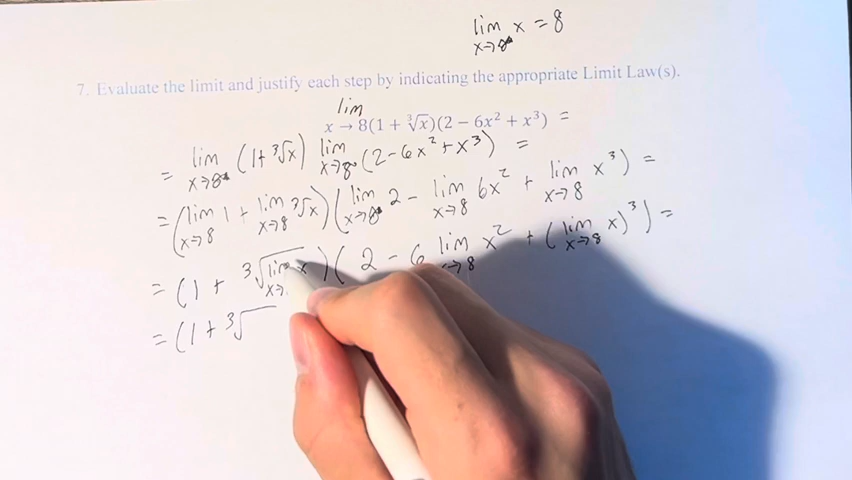 lim x = 8
x→8
7. Evaluate the limit and justify each step by indicating the appropriate Limit Law(s).
lim
x → 8(1 + ∛x)(2 − 6x² + x³) =
= lim (1+∛x) lim (2−6x²+x³) =
x→8 x→8
= (lim 1 + lim ∛x)(lim 2 − lim 6x² + lim x³) =
x→8 x→8 x→8 x→8 x→8
= (1 + ∛lim x)(2 − 6 lim x² + (lim x)³) =
x→ x→8 x→8
= (1 + ∛